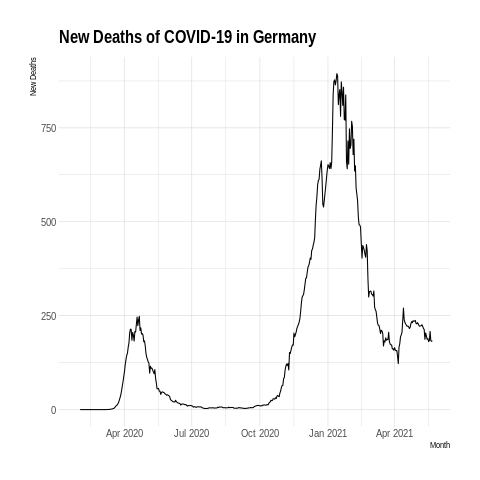 New Deaths of COVID-19 in Germany
New Deaths
750
500
250
0
Apr 2020 Jul 2020 Oct 2020 Jan 2021 Apr 2021
Month